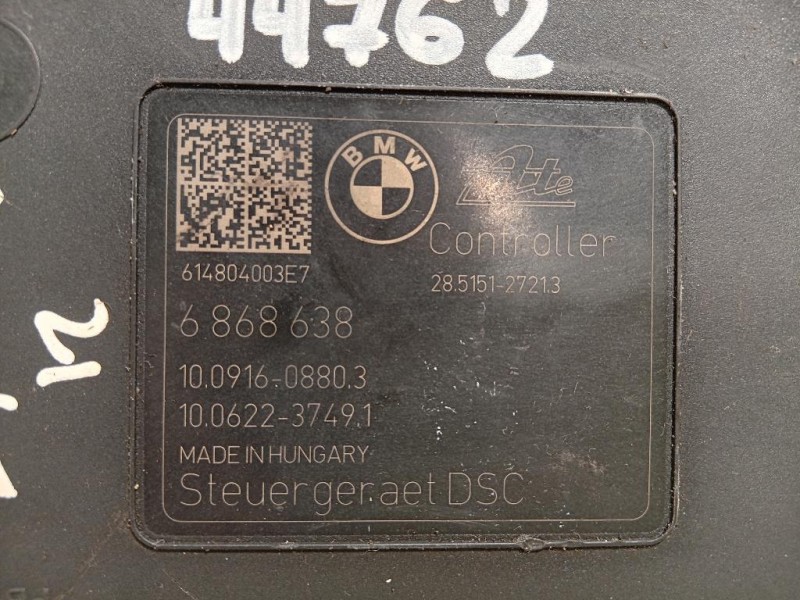 44762
BMW
Ate
Controller
614804003E7
28.5151-2721.3
6 868 638
10.0916-0880.3
10.0622-3749.1
MADE IN HUNGARY
Steuergeraet DSC